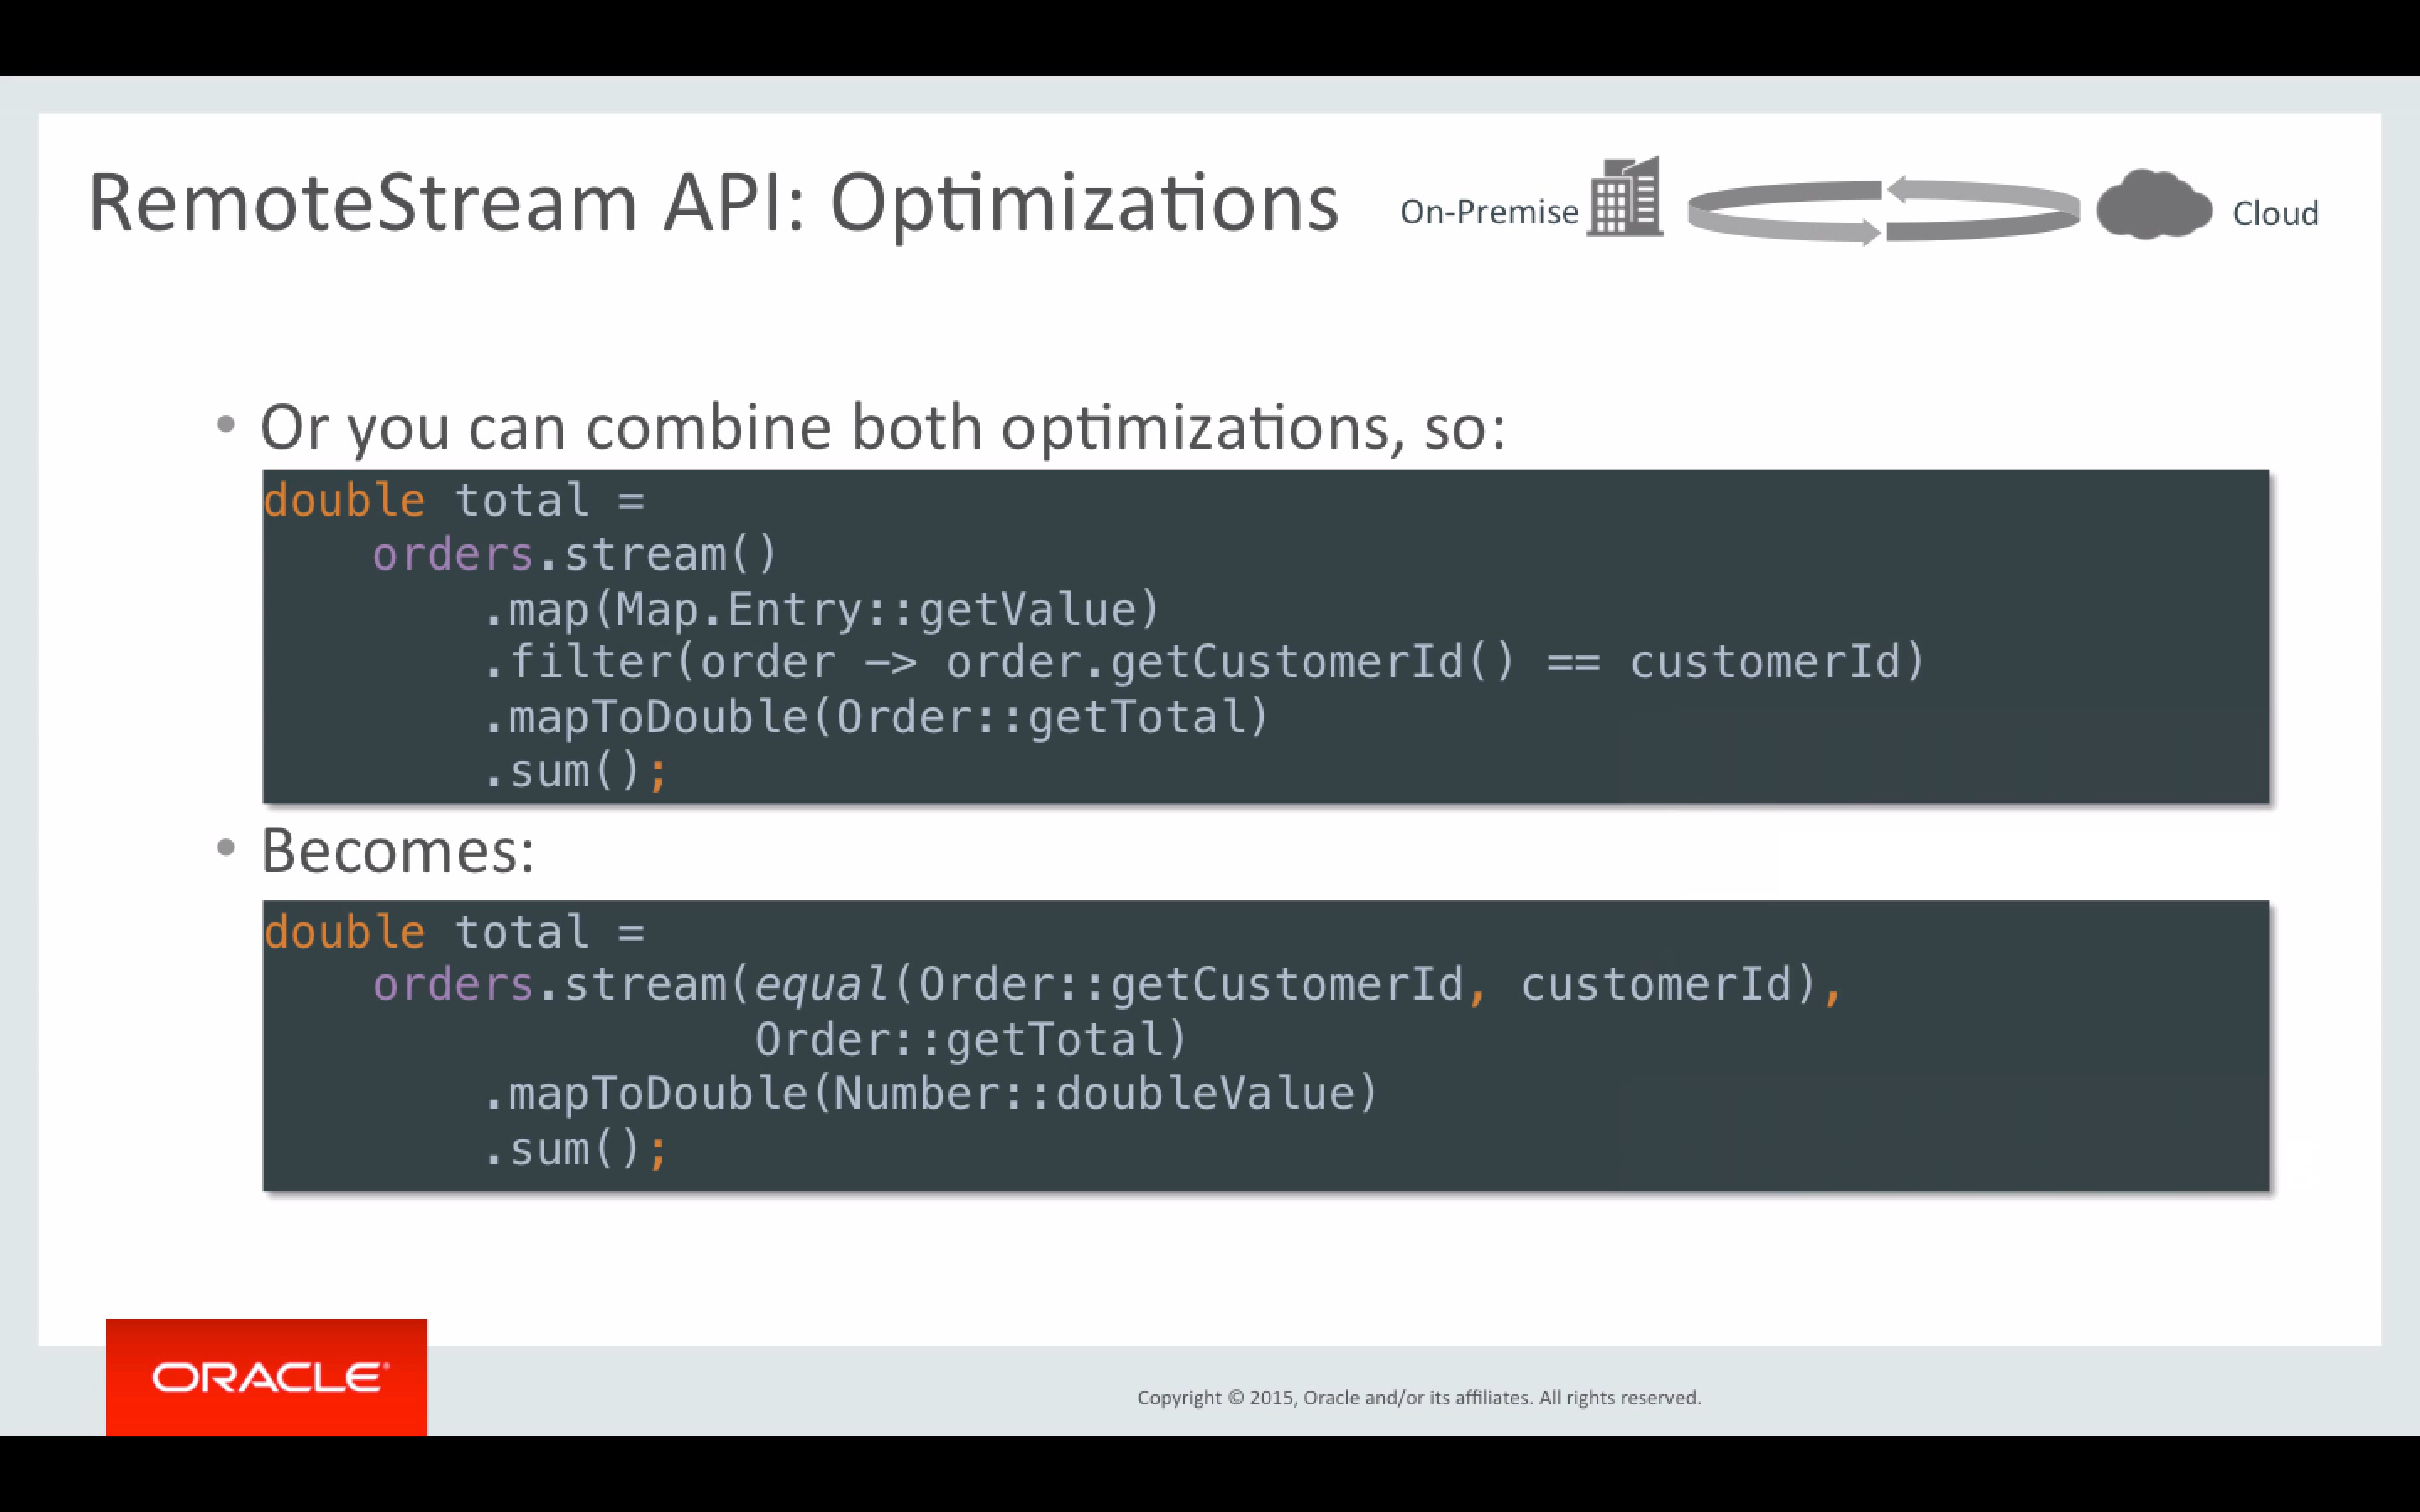 RemoteStream API: Optimizations
On-Premise
Cloud
• Or you can combine both optimizations, so:
double total =
    orders.stream()
        .map(Map.Entry::getValue)
        .filter(order -> order.getCustomerId() == customerId)
        .mapToDouble(Order::getTotal)
        .sum();
• Becomes:
double total =
    orders.stream(equal(Order::getCustomerId, customerId),
                  Order::getTotal)
        .mapToDouble(Number::doubleValue)
        .sum();
ORACLE®
Copyright © 2015, Oracle and/or its affiliates. All rights reserved.